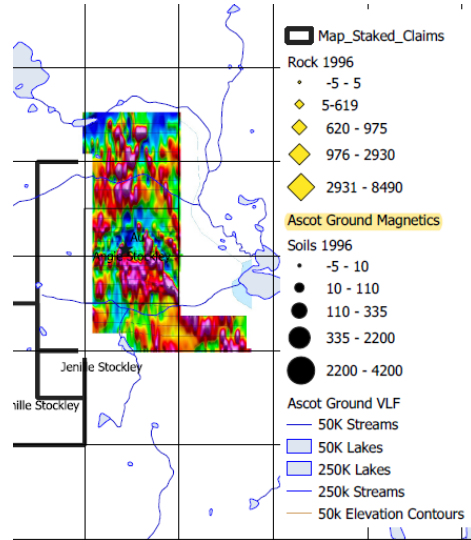 Map_Staked_Claims
Rock 1996
-5 - 5
5-619
620 - 975
976 - 2930
2931 - 8490
Ascot Ground Magnetics
Soils 1996
-5 - 10
10 - 110
110 - 335
335 - 2200
2200 - 4200
Ascot Ground VLF
50K Streams
50K Lakes
250K Lakes
250k Streams
50k Elevation Contours
Angie Stockley
Jenille Stockley
nille Stockley